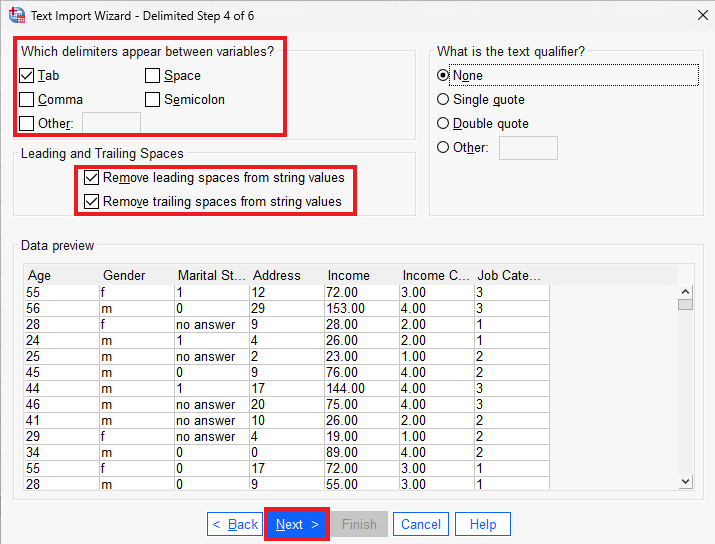 Text Import Wizard - Delimited Step 4 of 6
Which delimiters appear between variables?
Tab Space
Comma Semicolon
Other:
What is the text qualifier?
None
Single quote
Double quote
Other:
Leading and Trailing Spaces
Remove leading spaces from string values
Remove trailing spaces from string values
Data preview
Age Gender Marital St... Address Income Income C... Job Cate...
55 f 1 12 72.00 3.00 3
56 m 0 29 153.00 4.00 3
28 f no answer 9 28.00 2.00 1
24 m 1 4 26.00 2.00 1
25 m no answer 2 23.00 1.00 2
45 m 0 9 76.00 4.00 2
44 m 1 17 144.00 4.00 3
46 m no answer 20 75.00 4.00 3
41 m no answer 10 26.00 2.00 2
29 f no answer 4 19.00 1.00 2
34 m 0 0 89.00 4.00 2
55 f 0 17 72.00 3.00 1
28 m 0 9 55.00 3.00 1
< Back Next > Finish Cancel Help